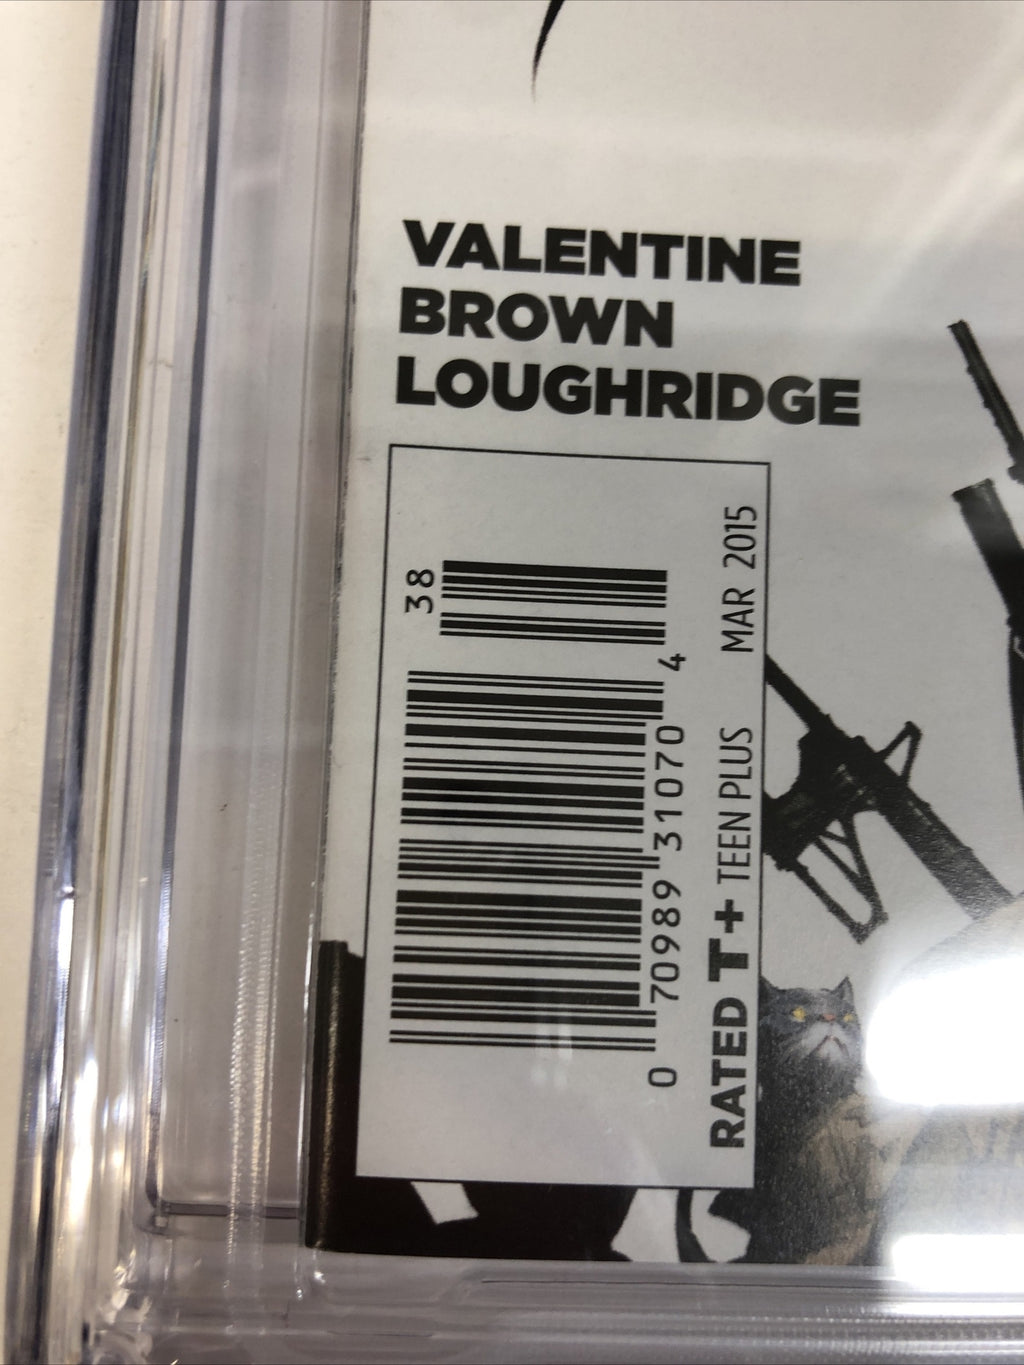 VALENTINE
BROWN
LOUGHRIDGE
38
0 70989 31070 4
RATED T+ TEEN PLUS MAR 2015